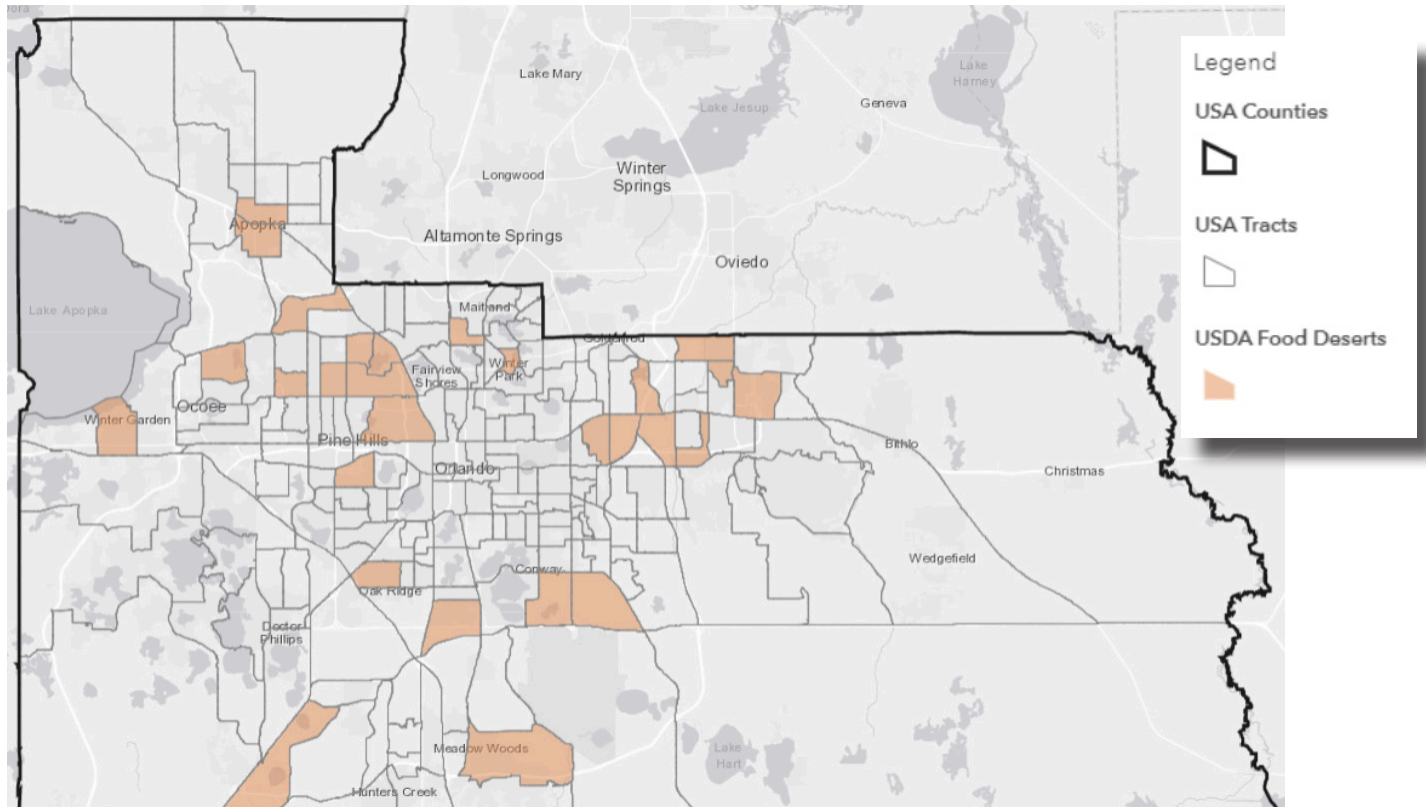 Lake Mary
Lake Jesup
Lake
Harney
Geneva
Longwood
Winter
Springs
Apopka
Altamonte Springs
Oviedo
Lake Apopka
Maitland
Goldenrod
Fairview
Shores
Winter
Park
Ocoee
Winter Garden
Pine Hills
Orlando
Bithlo
Christmas
Wedgefield
Conway
Oak Ridge
Doctor
Phillips
Meadow Woods
Lake
Hart
Hunters Creek
Legend
USA Counties
USA Tracts
USDA Food Deserts